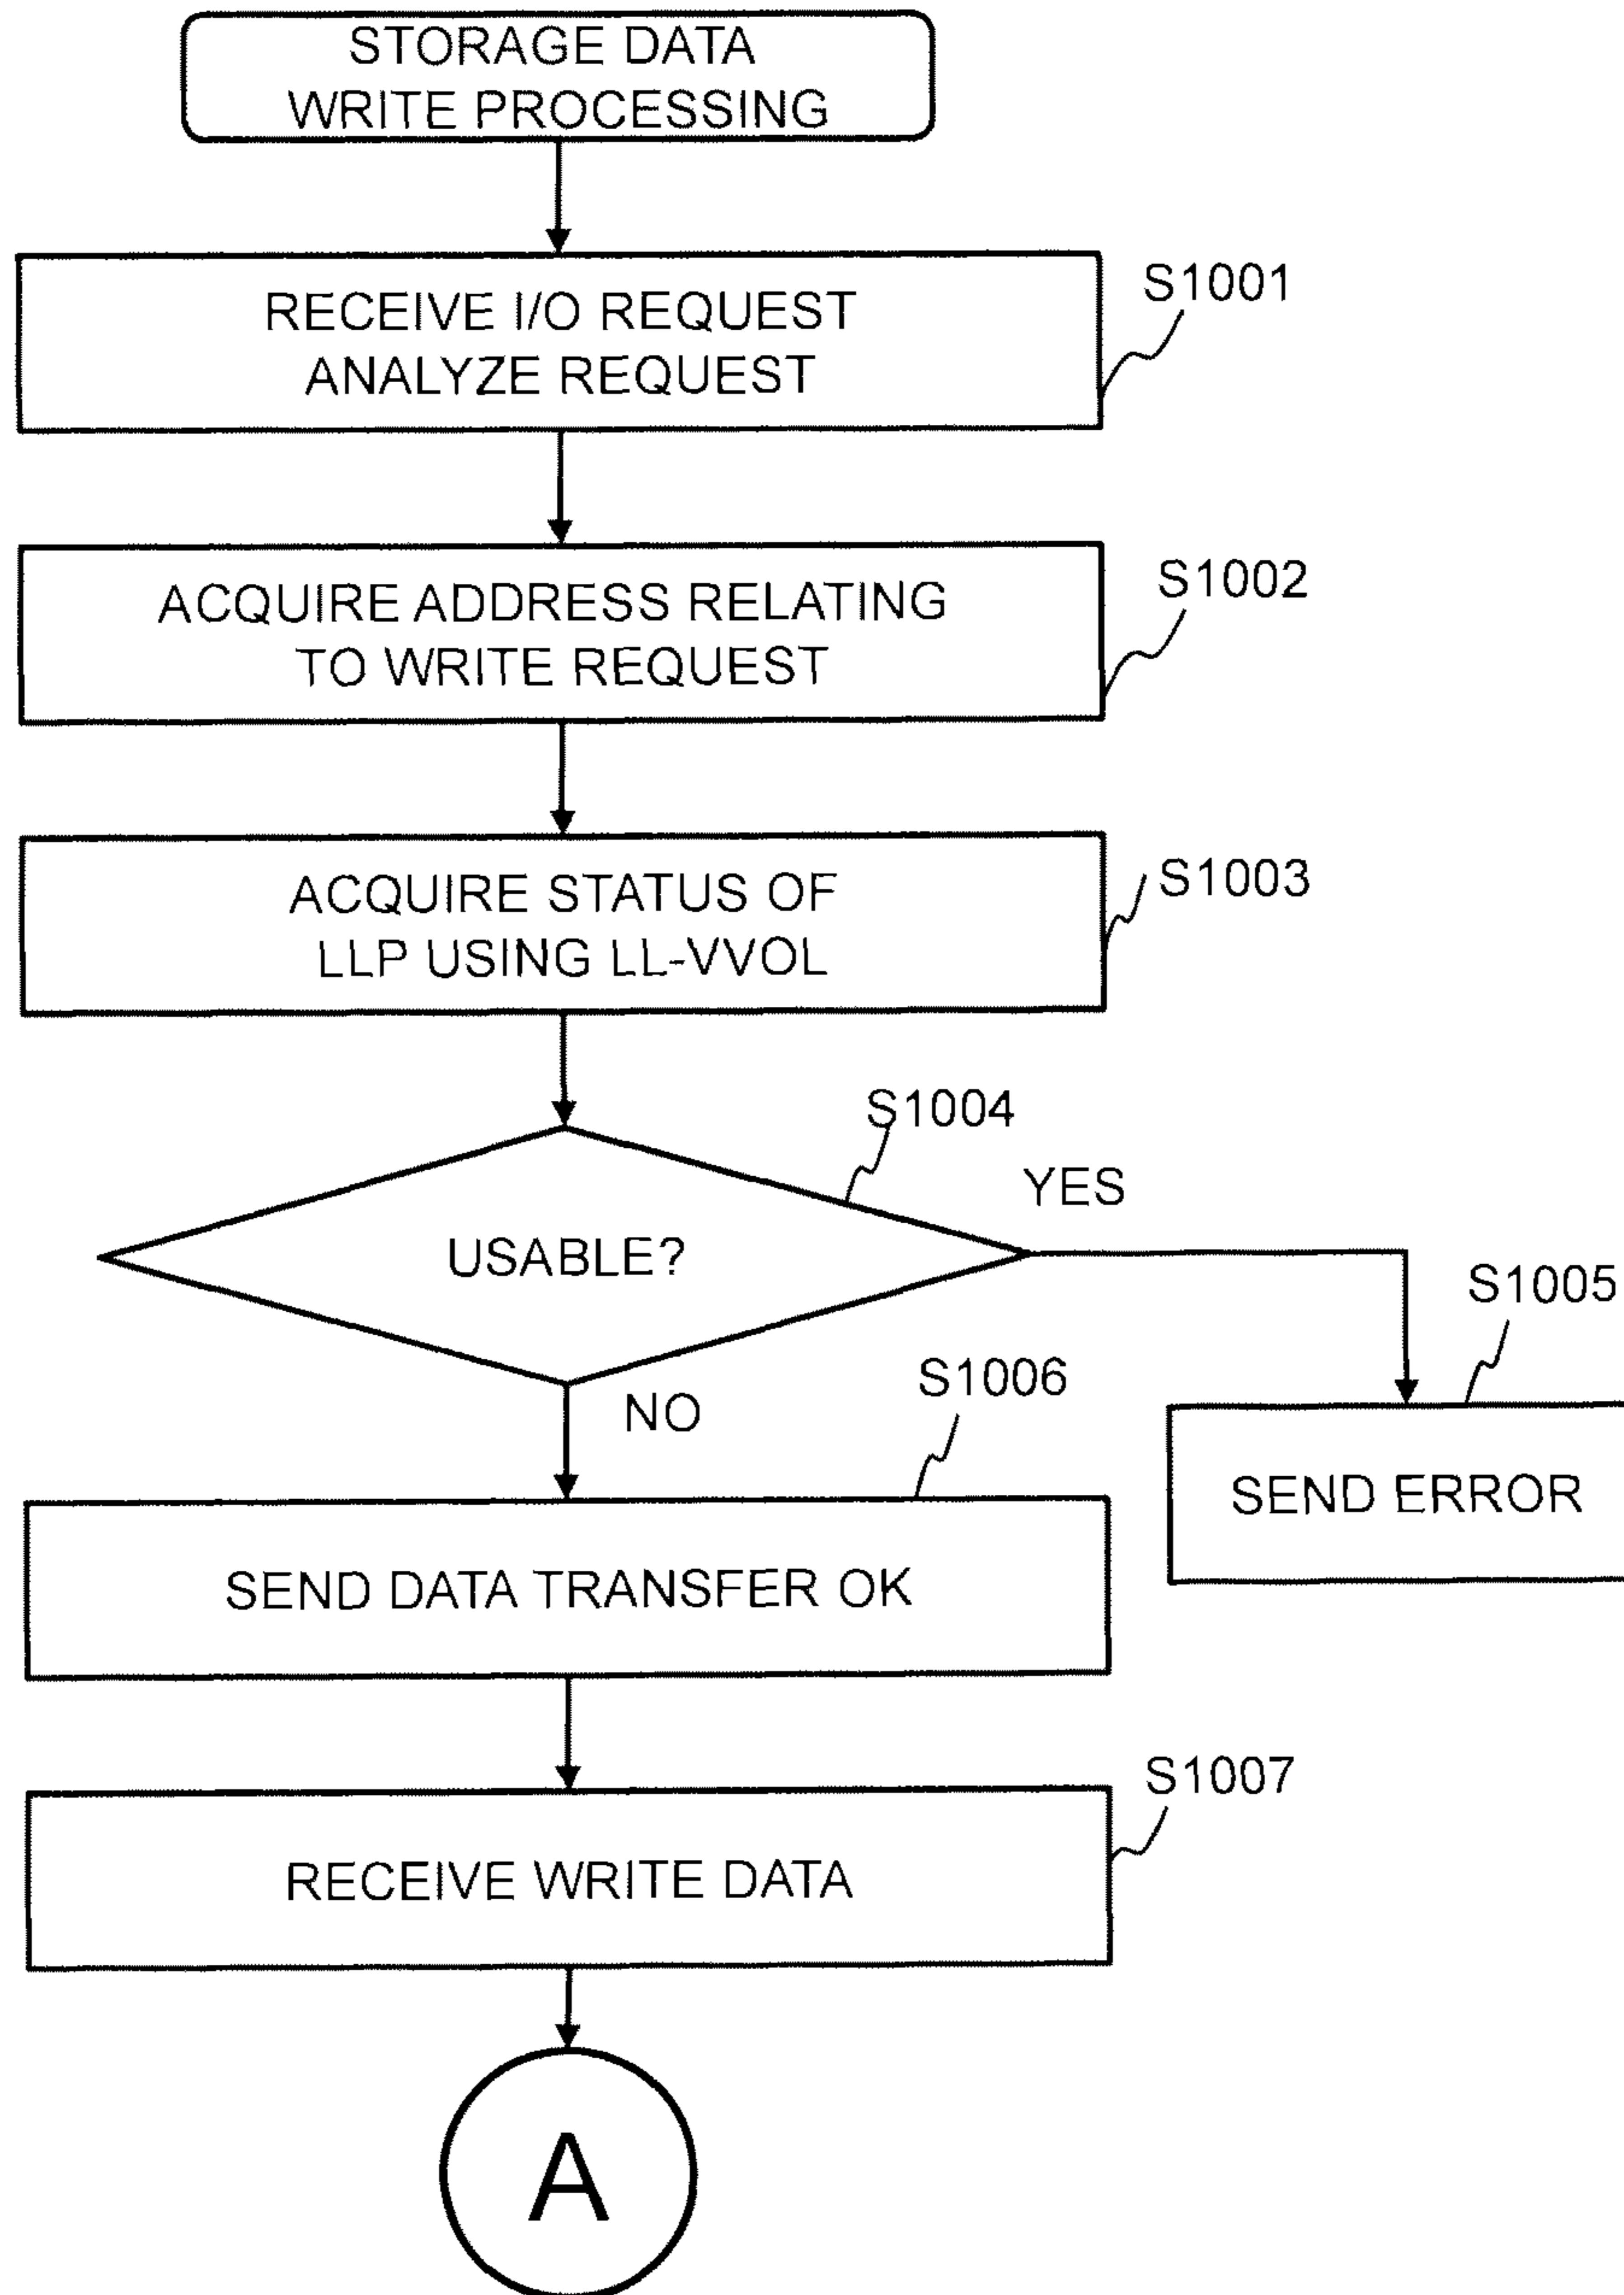 STORAGE DATA
WRITE PROCESSING
RECEIVE I/O REQUEST
ANALYZE REQUEST
S1001
ACQUIRE ADDRESS RELATING
TO WRITE REQUEST
S1002
ACQUIRE STATUS OF
LLP USING LL-VVOL
S1003
S1004
USABLE?
YES
S1005
SEND ERROR
NO
S1006
SEND DATA TRANSFER OK
S1007
RECEIVE WRITE DATA
A